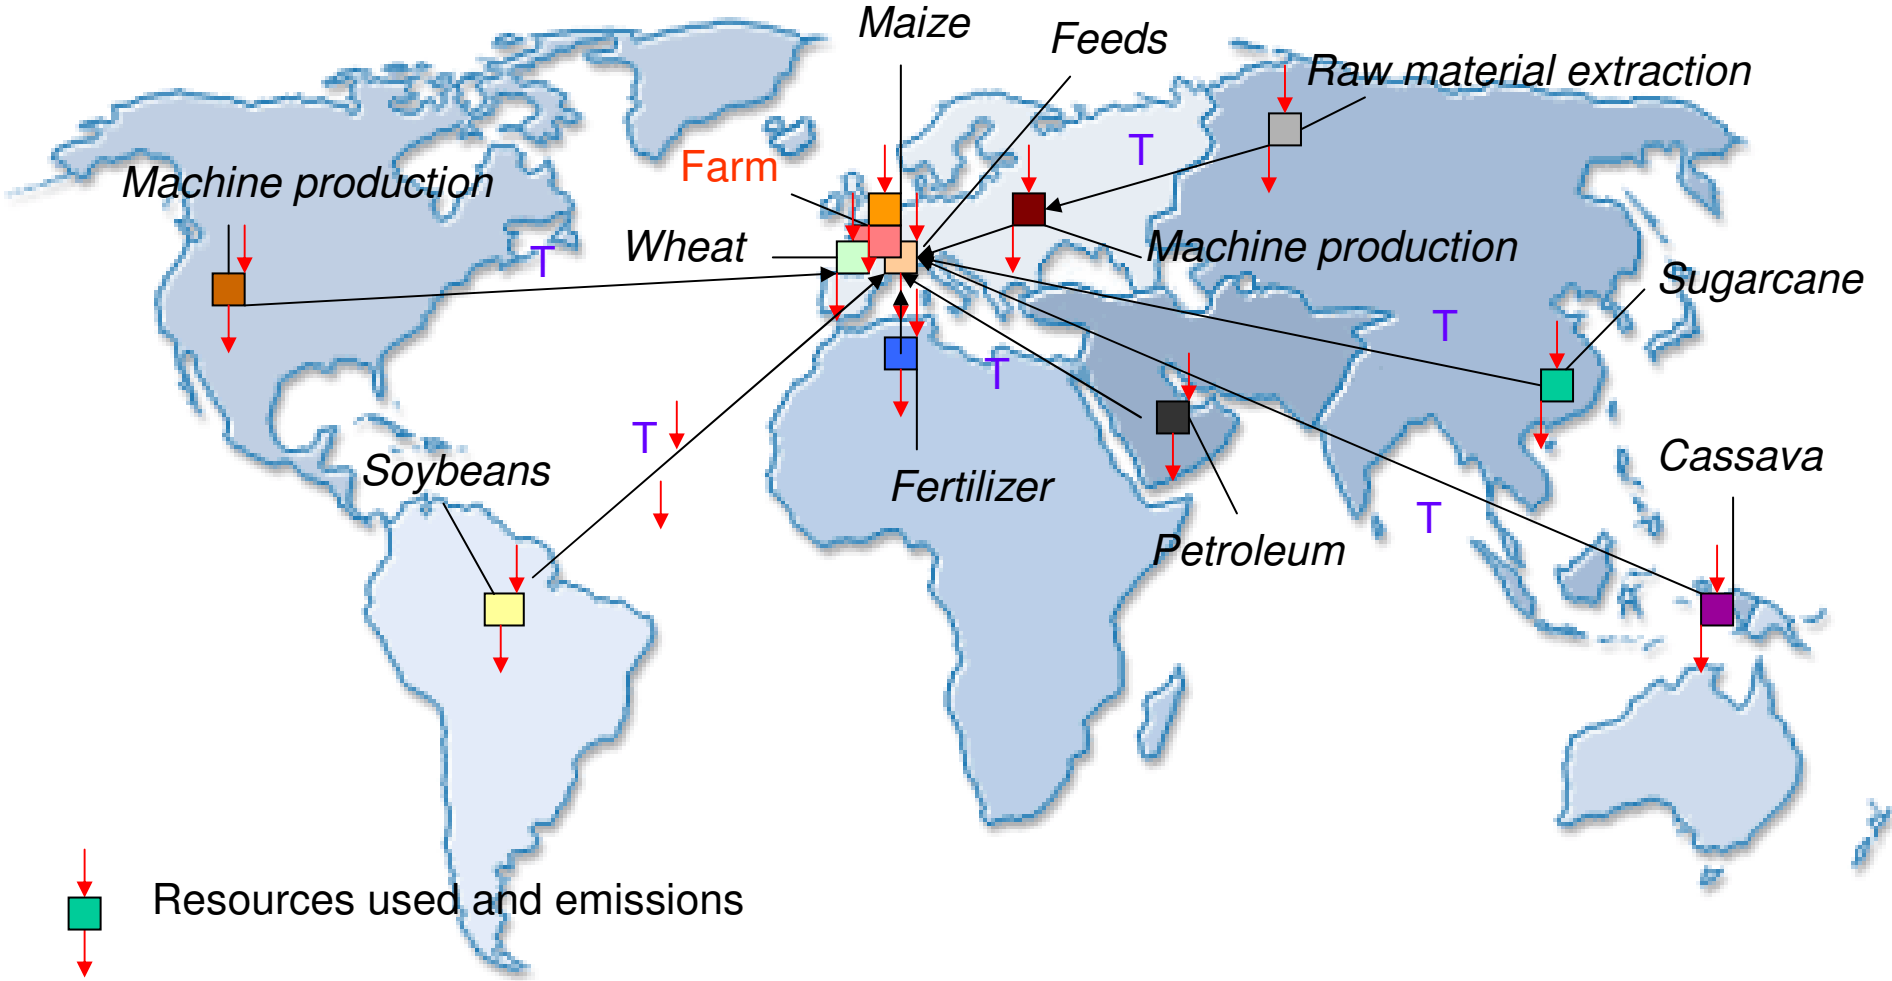 Maize
Feeds
Raw material extraction
T
Farm
Machine production
Wheat
T
Machine production
Sugarcane
T
T
T
Soybeans
Cassava
Fertilizer
T
Petroleum
Resources used and emissions